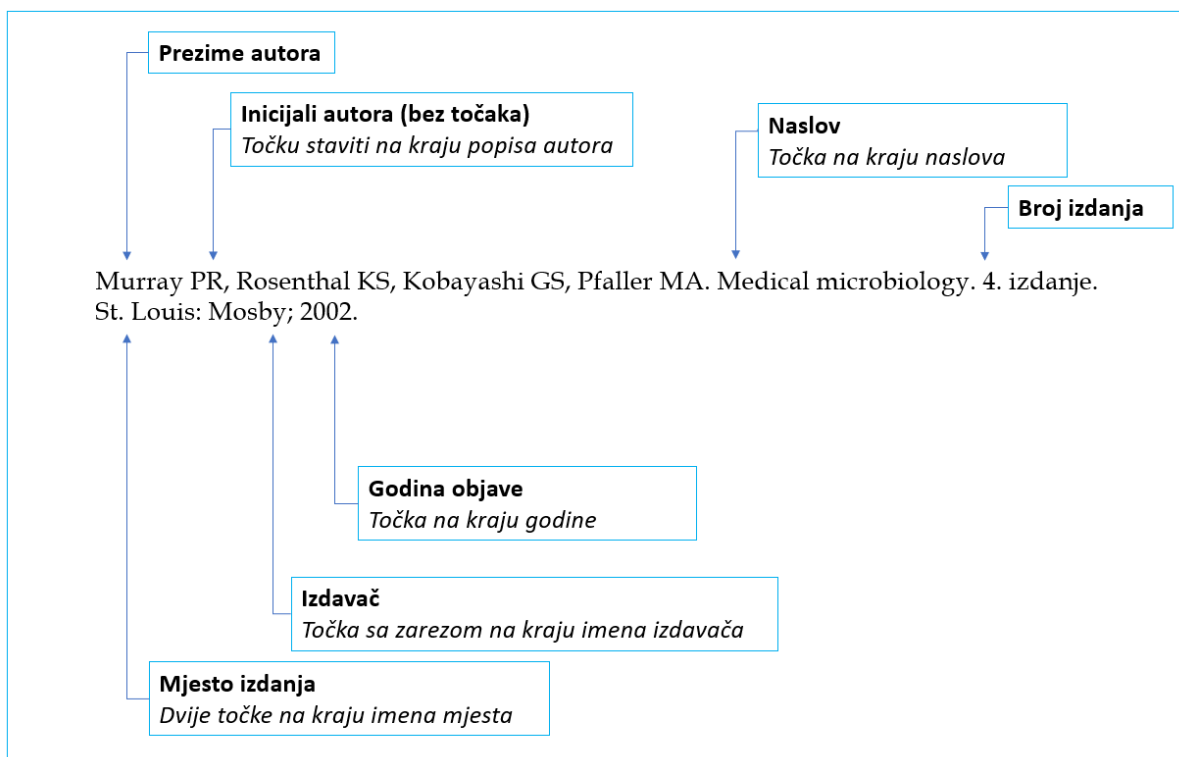 Prezime autora
Inicijali autora (bez točaka)
Točku staviti na kraju popisa autora
Naslov
Točka na kraju naslova
Broj izdanja
Murray PR, Rosenthal KS, Kobayashi GS, Pfaller MA. Medical microbiology. 4. izdanje.
St. Louis: Mosby; 2002.
Godina objave
Točka na kraju godine
Izdavač
Točka sa zarezom na kraju imena izdavača
Mjesto izdanja
Dvije točke na kraju imena mjesta